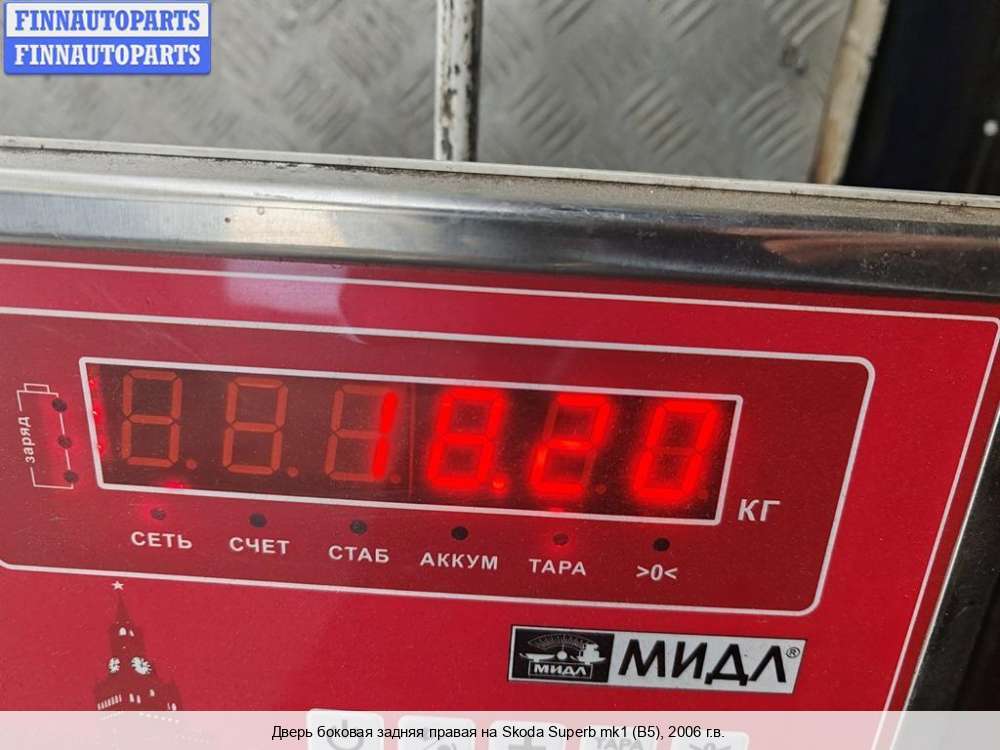 FINNAUTOPARTS
FINNAUTOPARTS
заряд
18.20
КГ
СЕТЬ СЧЕТ СТАБ АККУМ ТАРА >0<
МИДЛ МИДЛ®
ТАРА
Дверь боковая задняя правая на Skoda Superb mk1 (B5), 2006 г.в.